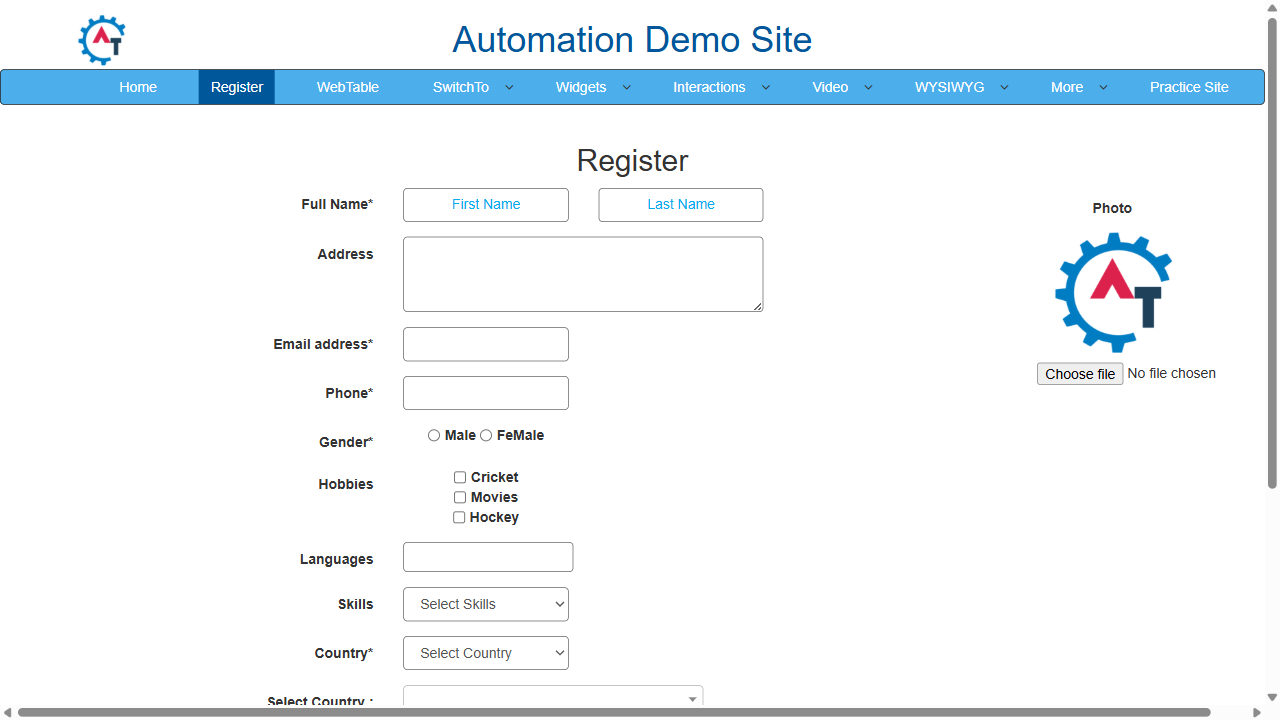 AT
Automation Demo Site
Home Register WebTable SwitchTo Widgets Interactions Video WYSIWYG More Practice Site
Register
Full Name* First Name Last Name
Photo
Address
AT
Email address*
Choose file No file chosen
Phone*
Gender* Male FeMale
Hobbies Cricket
Movies
Hockey
Languages
Skills Select Skills
Country* Select Country
Select Country :